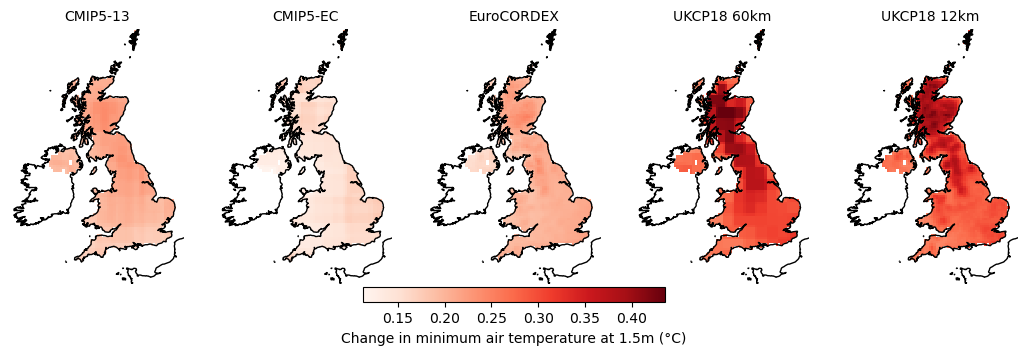 CMIP5-13 CMIP5-EC EuroCORDEX UKCP18 60km UKCP18 12km
0.15 0.20 0.25 0.30 0.35 0.40
Change in minimum air temperature at 1.5m (°C)